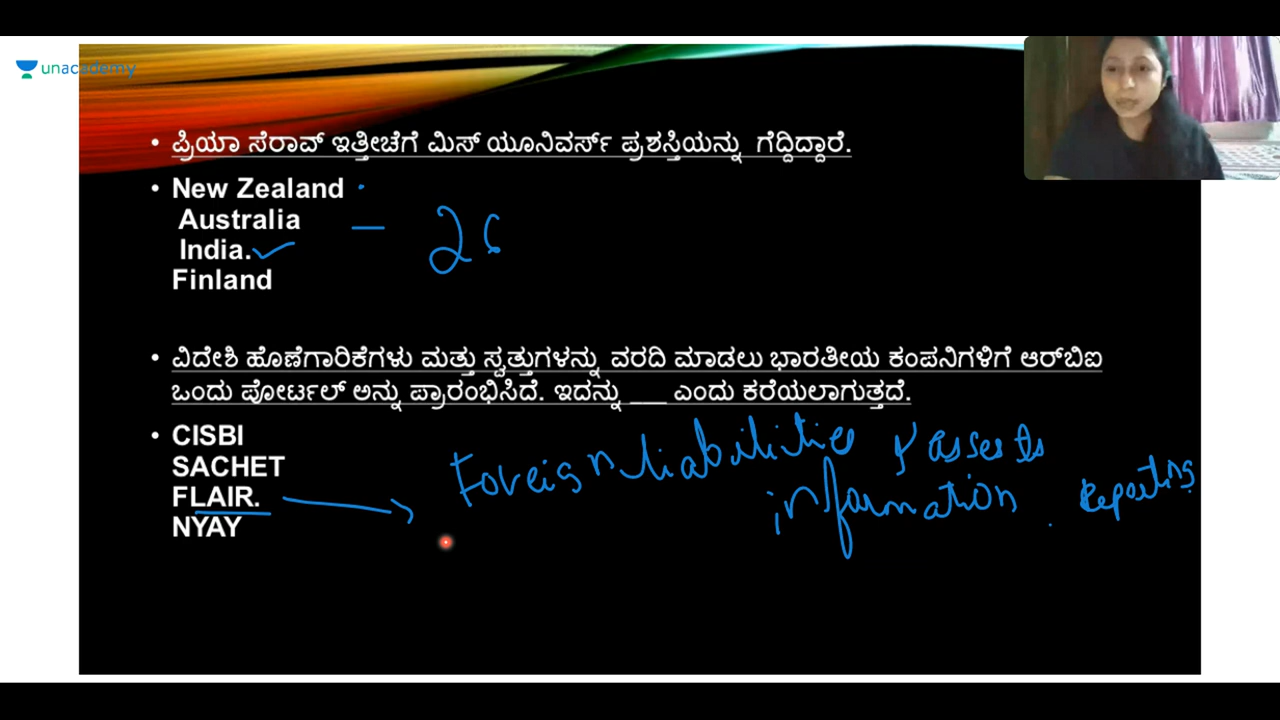 unacademy
ಪ್ರಿಯಾ ಸೆರಾವ್ ಇತ್ತೀಚೆಗೆ ಮಿಸ್ ಯೂನಿವರ್ಸ್ ಪ್ರಶಸ್ತಿಯನ್ನು ಗೆದ್ದಿದ್ದಾರೆ.
New Zealand
Australia
India.
Finland
ವಿದೇಶಿ ಹೊಣೆಗಾರಿಕೆಗಳು ಮತ್ತು ಸ್ವತ್ತುಗಳನ್ನು ವರದಿ ಮಾಡಲು ಭಾರತೀಯ ಕಂಪನಿಗಳಿಗೆ ಆರ್‌ಬಿಐ
ಒಂದು ಪೋರ್ಟಲ್ ಅನ್ನು ಪ್ರಾರಂಭಿಸಿದೆ. ಇದನ್ನು ___ ಎಂದು ಕರೆಯಲಾಗುತ್ತದೆ.
CISBI
SACHET
FLAIR.
NYAY
Foreign liabilities & assests
information Reporting